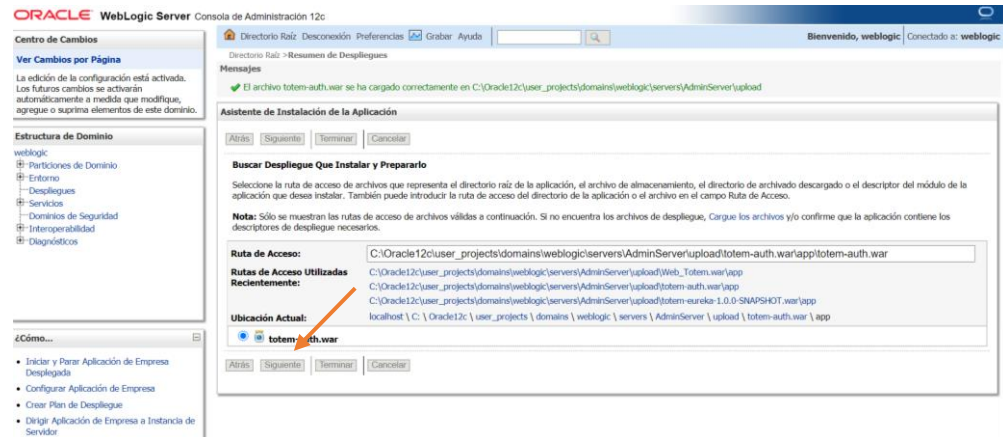 ORACLE WebLogic Server Consola de Administración 12c
Centro de Cambios
Ver Cambios por Página
La edición de la configuración está activada.
Los futuros cambios se activarán
automáticamente a medida que modifique,
agregue o suprima elementos de este dominio.
Estructura de Dominio
weblogic
Particiones de Dominio
Entorno
Despliegues
Servicios
Dominios de Seguridad
Interoperabilidad
Diagnósticos
¿Cómo...
Iniciar y Parar Aplicación de Empresa
Desplegada
Configurar Aplicación de Empresa
Crear Plan de Despliegue
Dirigir Aplicación de Empresa a Instancia de
Servidor
Directorio Raíz Desconexión Preferencias Grabar Ayuda
Bienvenido, weblogic Conectado a: weblogic
Directorio Raíz >Resumen de Despliegues
Mensajes
El archivo totem-auth.war se ha cargado correctamente en C:\Oracle12c\user_projects\domains\weblogic\servers\AdminServer\upload
Asistente de Instalación de la Aplicación
Atrás Siguiente Terminar Cancelar
Buscar Despliegue Que Instalar y Prepararlo
Seleccione la ruta de acceso de archivos que representa el directorio raíz de la aplicación, el archivo de almacenamiento, el directorio de archivado descargado o el descriptor del módulo de la
aplicación que desea instalar. También puede introducir la ruta de acceso del directorio de la aplicación o el archivo en el campo Ruta de Acceso.
Nota: Sólo se muestran las rutas de acceso de archivos válidas a continuación. Si no encuentra los archivos de despliegue, Cargue los archivos y/o confirme que la aplicación contiene los
descriptores de despliegue necesarios.
Ruta de Acceso: C:\Oracle12c\user_projects\domains\weblogic\servers\AdminServer\upload\totem-auth.war\app\totem-auth.war
Rutas de Acceso Utilizadas
Recientemente:
C:\Oracle12c\user_projects\domains\weblogic\servers\AdminServer\upload\Web_Totem.war\app
C:\Oracle12c\user_projects\domains\weblogic\servers\AdminServer\upload\totem-auth.war\app
C:\Oracle12c\user_projects\domains\weblogic\servers\AdminServer\upload\totem-eureka-1.0.0-SNAPSHOT.war\app
Ubicación Actual: localhost \ C: \ Oracle12c \ user_projects \ domains \ weblogic \ servers \ AdminServer \ upload \ totem-auth.war \ app
totem-auth.war
Atrás Siguiente Terminar Cancelar